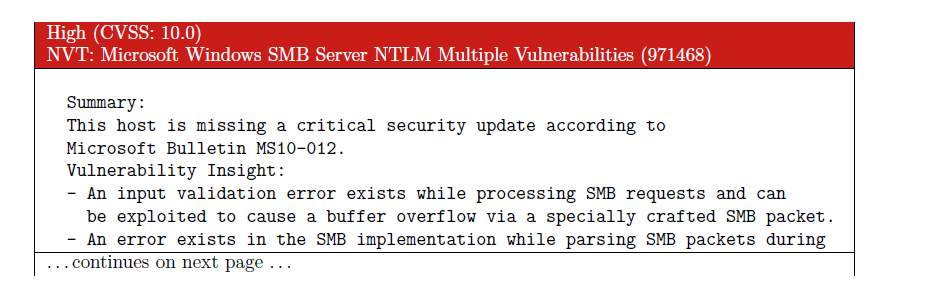 High (CVSS: 10.0)
NVT: Microsoft Windows SMB Server NTLM Multiple Vulnerabilities (971468)
Summary:
This host is missing a critical security update according to
Microsoft Bulletin MS10-012.
Vulnerability Insight:
- An input validation error exists while processing SMB requests and can
be exploited to cause a buffer overflow via a specially crafted SMB packet.
- An error exists in the SMB implementation while parsing SMB packets during
...continues on next page ...